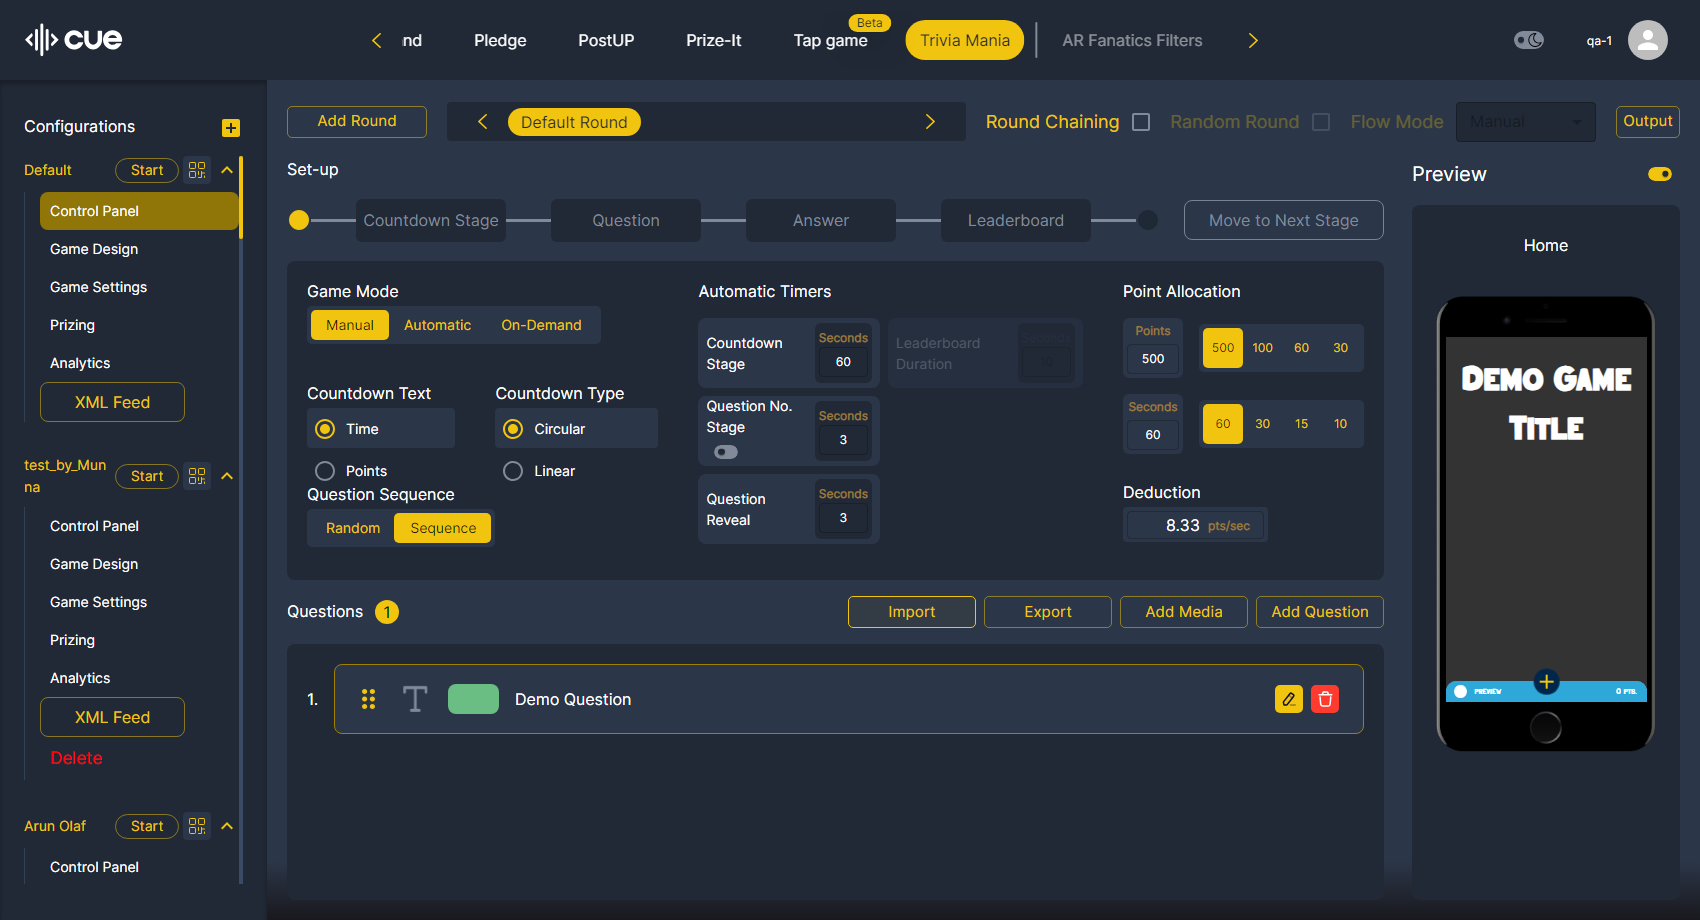 cue
nd
Pledge
PostUP
Prize-It
Beta
Tap game
Trivia Mania
AR Fanatics Filters
qa-1
Configurations
Default
Start
Control Panel
Game Design
Game Settings
Prizing
Analytics
XML Feed
test_by_Mun
na
Start
Control Panel
Game Design
Game Settings
Prizing
Analytics
XML Feed
Delete
Arun Olaf
Start
Control Panel
Add Round
Default Round
Round Chaining
Random Round
Flow Mode
Manual
Output
Set-up
Countdown Stage
Question
Answer
Leaderboard
Move to Next Stage
Game Mode
Manual
Automatic
On-Demand
Countdown Text
Time
Points
Countdown Type
Circular
Linear
Question Sequence
Random
Sequence
Automatic Timers
Countdown
Stage
Seconds
60
Leaderboard
Duration
Seconds
10
Question No.
Stage
Seconds
3
Question
Reveal
Seconds
3
Point Allocation
Points
500
500
100
60
30
Seconds
60
60
30
15
10
Deduction
8.33 pts/sec
Questions
1
Import
Export
Add Media
Add Question
1.
T
Demo Question
Preview
Home
DEMO GAME
TITLE
PREVIEW
0 PTS.